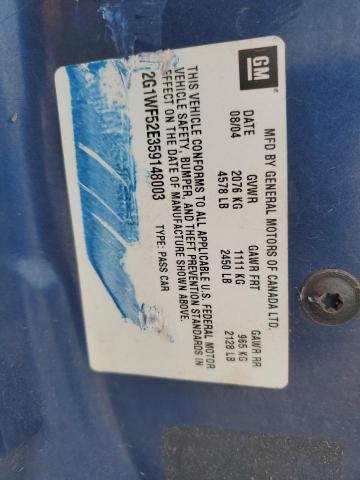 GM
MFD BY GENERAL MOTORS OF CANADA LTD.
DATE GVWR GAWR FRT GAWR RR
08/04 2076 KG 1111 KG 965 KG
4578 LB 2450 LB 2128 LB
THIS VEHICLE CONFORMS TO ALL APPLICABLE U.S. FEDERAL MOTOR
VEHICLE SAFETY, BUMPER, AND THEFT PREVENTION STANDARDS IN
EFFECT ON THE DATE OF MANUFACTURE SHOWN ABOVE.
2G1WF52E359148003 TYPE: PASS CAR